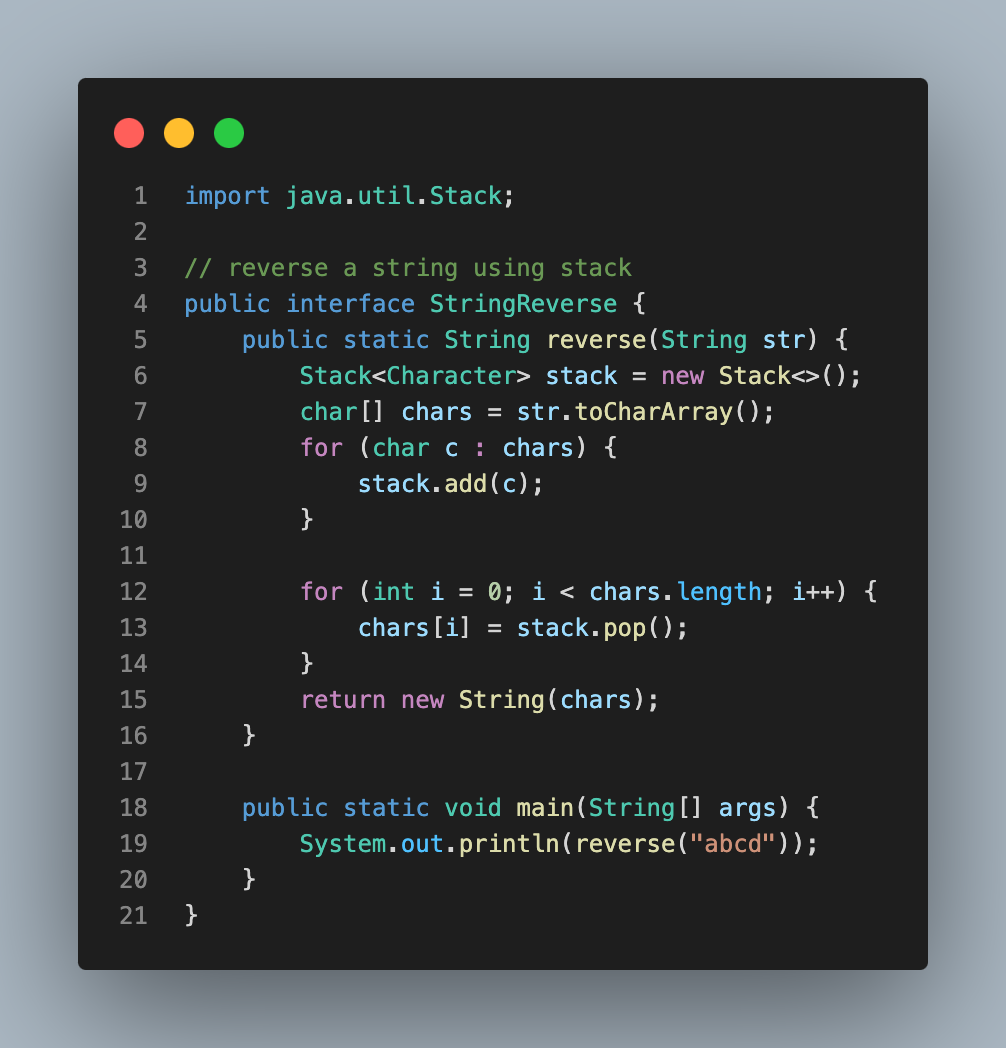 1 import java.util.Stack;
2
3 // reverse a string using stack
4 public interface StringReverse {
5     public static String reverse(String str) {
6         Stack<Character> stack = new Stack<>();
7         char[] chars = str.toCharArray();
8         for (char c : chars) {
9             stack.add(c);
10         }
11
12         for (int i = 0; i < chars.length; i++) {
13             chars[i] = stack.pop();
14         }
15         return new String(chars);
16     }
17
18     public static void main(String[] args) {
19         System.out.println(reverse("abcd"));
20     }
21 }